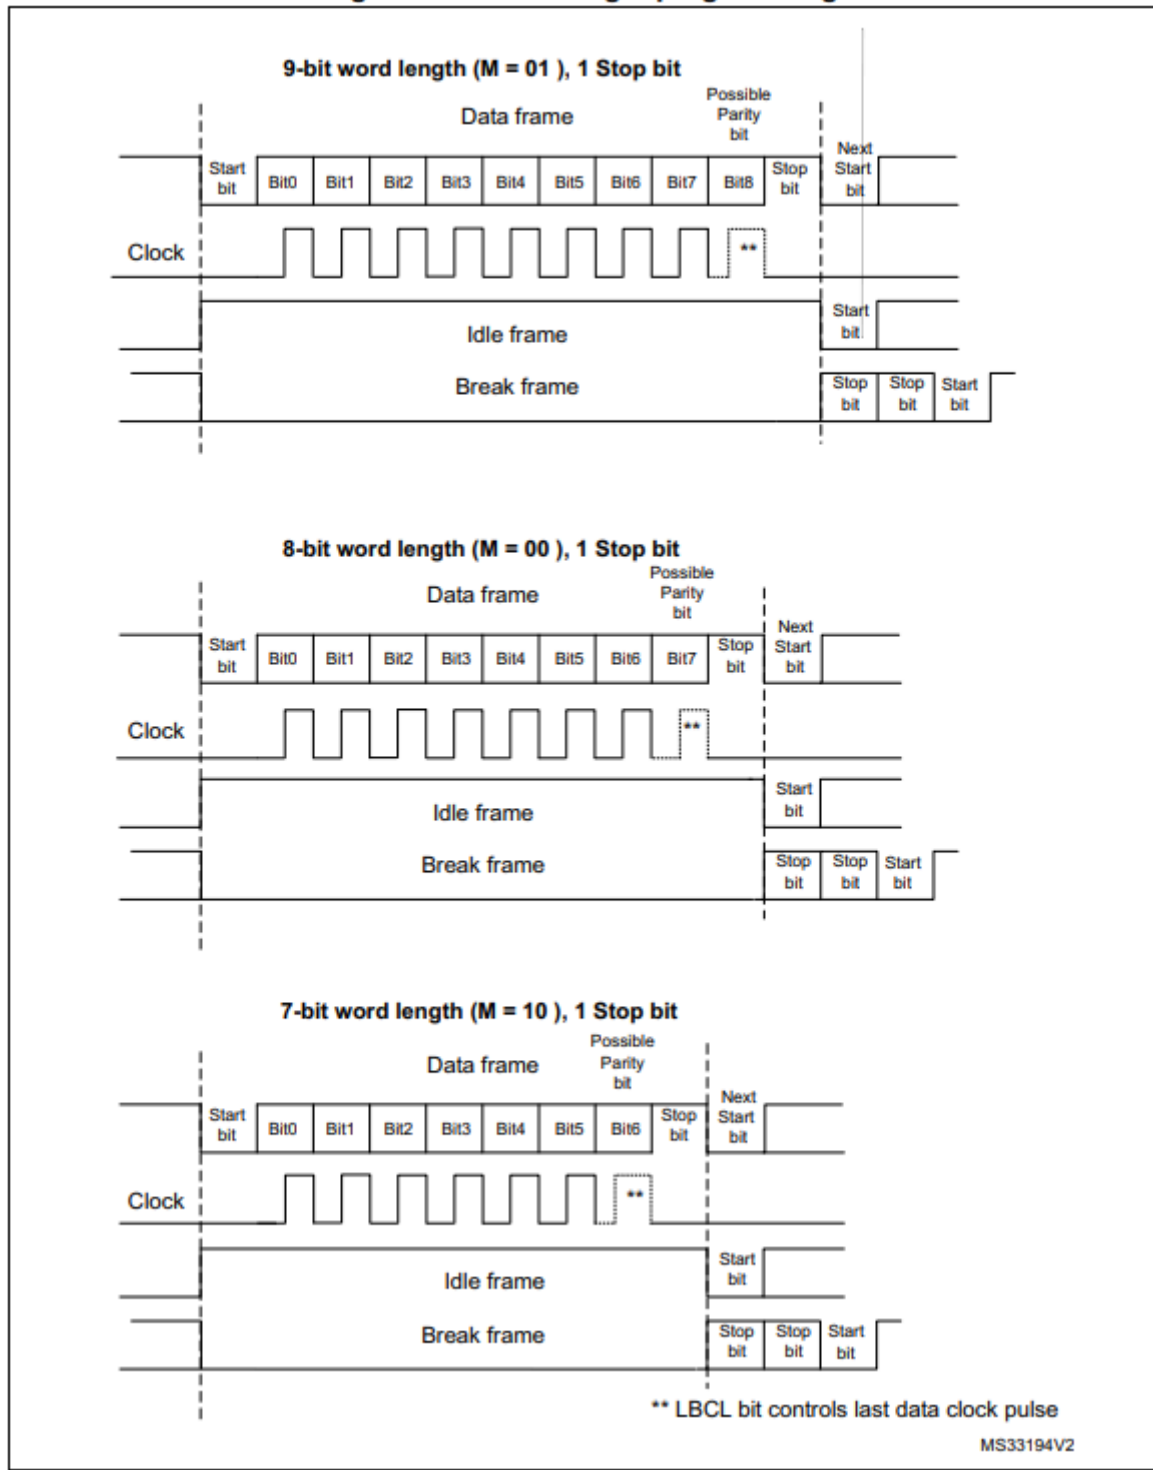 9-bit word length (M = 01 ), 1 Stop bit
Possible
Parity
bit
Data frame
Start
bit
Bit0
Bit1
Bit2
Bit3
Bit4
Bit5
Bit6
Bit7
Bit8
Stop
bit
Next
Start
bit
Clock
**
Idle frame
Start
bit
Break frame
Stop
bit
Stop
bit
Start
bit
8-bit word length (M = 00 ), 1 Stop bit
Possible
Parity
bit
Data frame
Start
bit
Bit0
Bit1
Bit2
Bit3
Bit4
Bit5
Bit6
Bit7
Stop
bit
Next
Start
bit
Clock
**
Idle frame
Start
bit
Break frame
Stop
bit
Stop
bit
Start
bit
7-bit word length (M = 10 ), 1 Stop bit
Possible
Parity
bit
Data frame
Start
bit
Bit0
Bit1
Bit2
Bit3
Bit4
Bit5
Bit6
Stop
bit
Next
Start
bit
Clock
**
Idle frame
Start
bit
Break frame
Stop
bit
Stop
bit
Start
bit
** LBCL bit controls last data clock pulse
MS33194V2